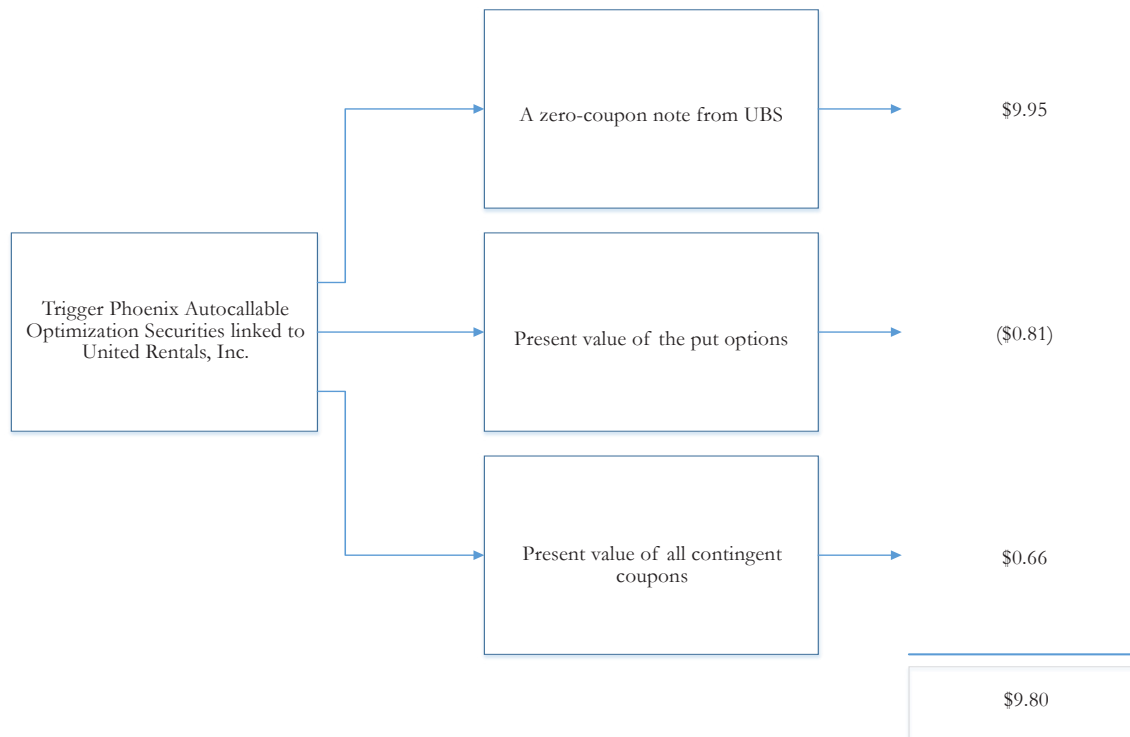 A zero-coupon note from UBS
$9.95
Trigger Phoenix Autocallable
Optimization Securities linked to
United Rentals, Inc.
Present value of the put options
($0.81)
Present value of all contingent
coupons
$0.66
$9.80